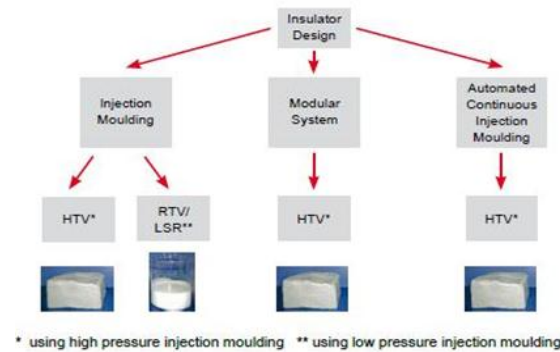 Insulator
Design
Injection
Moulding
Modular
System
Automated
Continuous
Injection
Moulding
HTV*
RTV/
LSR**
HTV*
HTV*
* using high pressure injection moulding ** using low pressure injection moulding